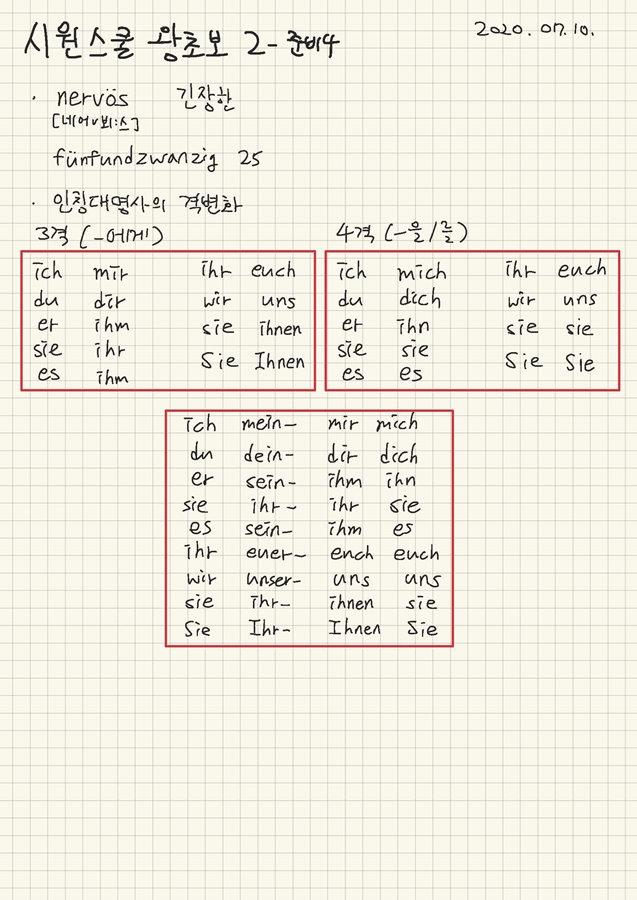 시원스쿨 왕초보 2 - 준비4
2020. 07. 10.
· nervös 긴장한
[네어v뵈:스]
fünfundzwanzig 25
· 인칭대명사의 격변화
3격 (-에게)
ich mir ihr euch
du dir wir uns
er ihm sie ihnen
sie ihr Sie Ihnen
es ihm
4격 (-을/를)
ich mich ihr euch
du dich wir uns
er ihn sie sie
sie sie Sie Sie
es es
ich mein- mir mich
du dein- dir dich
er sein- ihm ihn
sie ihr- ihr sie
es sein- ihm es
ihr euer- euch euch
wir unser- uns uns
sie ihr- ihnen sie
Sie Ihr- Ihnen Sie